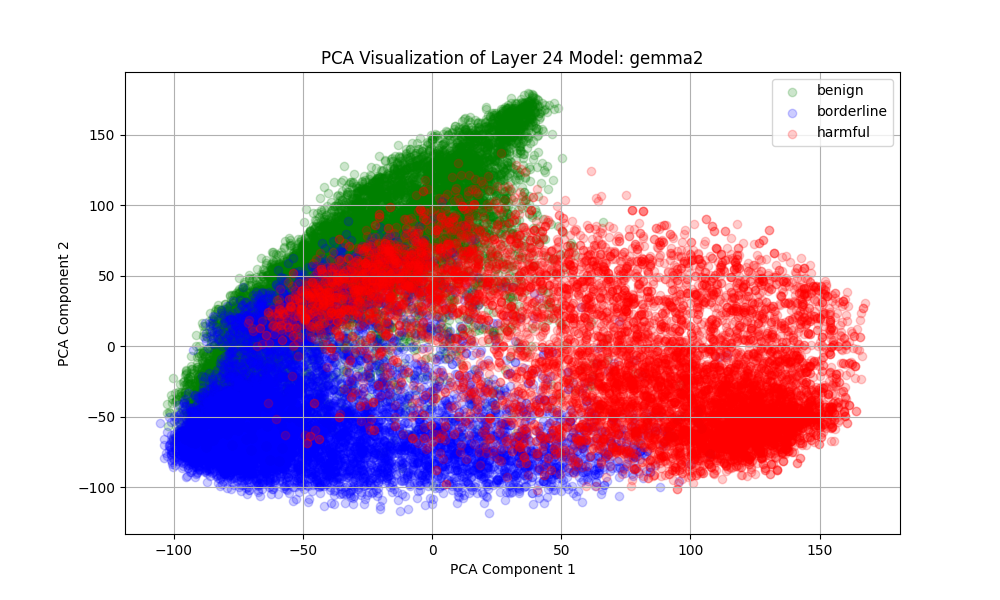 PCA Visualization of Layer 24 Model: gemma2
benign
borderline
harmful
PCA Component 2
150
100
50
0
−50
−100
−100
−50
0
50
100
150
PCA Component 1